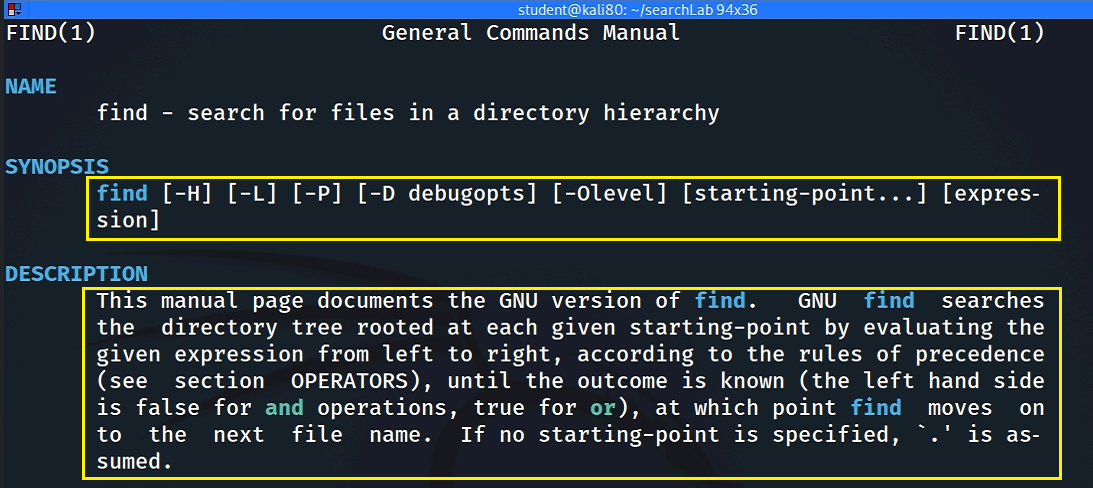 student@kali80: ~/searchLab 94x36
FIND(1) General Commands Manual FIND(1)
NAME
find - search for files in a directory hierarchy
SYNOPSIS
find [-H] [-L] [-P] [-D debugopts] [-Olevel] [starting-point...] [expres-
sion]
DESCRIPTION
This manual page documents the GNU version of find. GNU find searches
the directory tree rooted at each given starting-point by evaluating the
given expression from left to right, according to the rules of precedence
(see section OPERATORS), until the outcome is known (the left hand side
is false for and operations, true for or), at which point find moves on
to the next file name. If no starting-point is specified, `.' is as-
sumed.